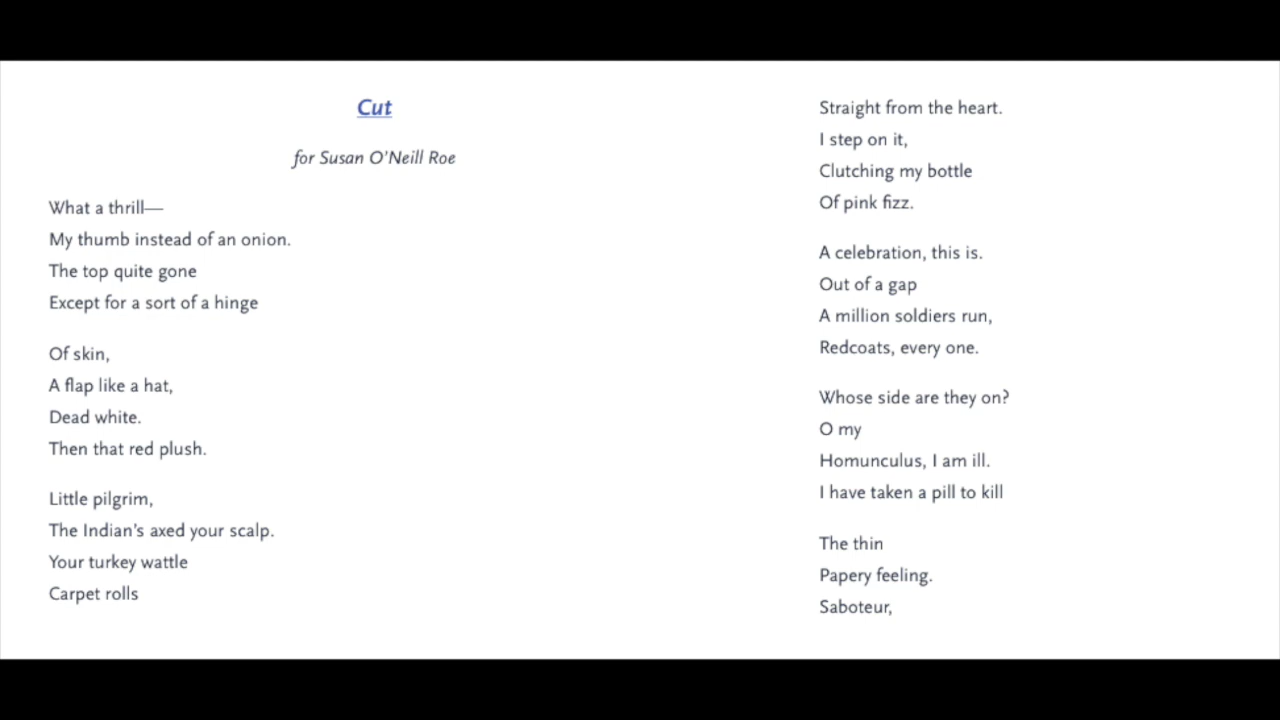 Cut
for Susan O'Neill Roe
What a thrill—
My thumb instead of an onion.
The top quite gone
Except for a sort of a hinge
Of skin,
A flap like a hat,
Dead white.
Then that red plush.
Little pilgrim,
The Indian's axed your scalp.
Your turkey wattle
Carpet rolls
Straight from the heart.
I step on it,
Clutching my bottle
Of pink fizz.
A celebration, this is.
Out of a gap
A million soldiers run,
Redcoats, every one.
Whose side are they on?
O my
Homunculus, I am ill.
I have taken a pill to kill
The thin
Papery feeling.
Saboteur,